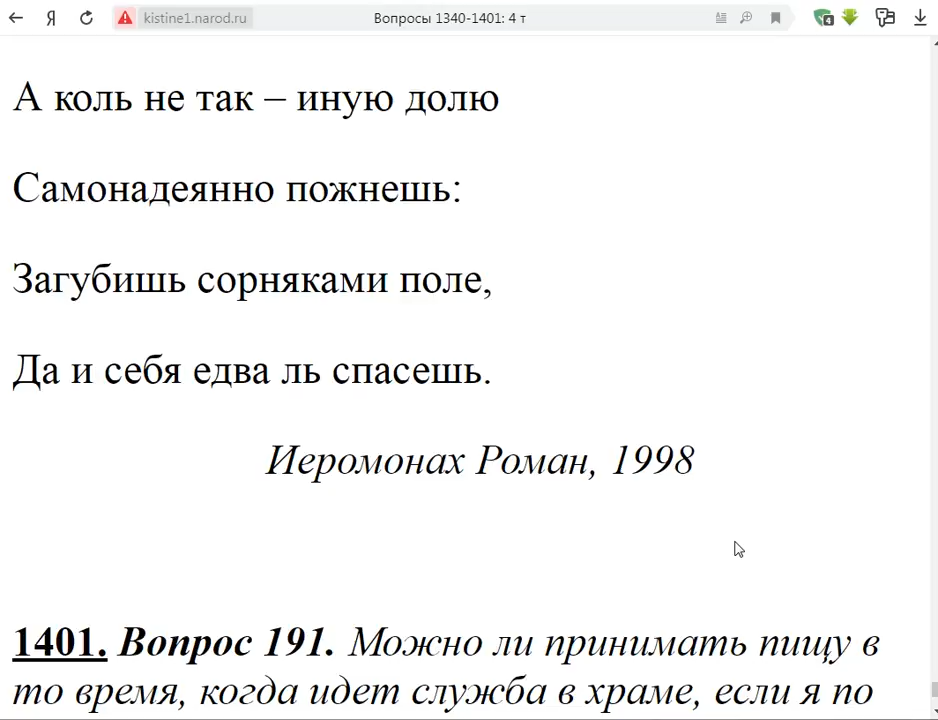 Я kistine1.narod.ru Вопросы 1340-1401: 4 т 4
А коль не так – иную долю
Самонадеянно пожнешь:
Загубишь сорняками поле,
Да и себя едва ль спасешь.
Иеромонах Роман, 1998
1401. Вопрос 191. Можно ли принимать пищу в
то время, когда идет служба в храме, если я по